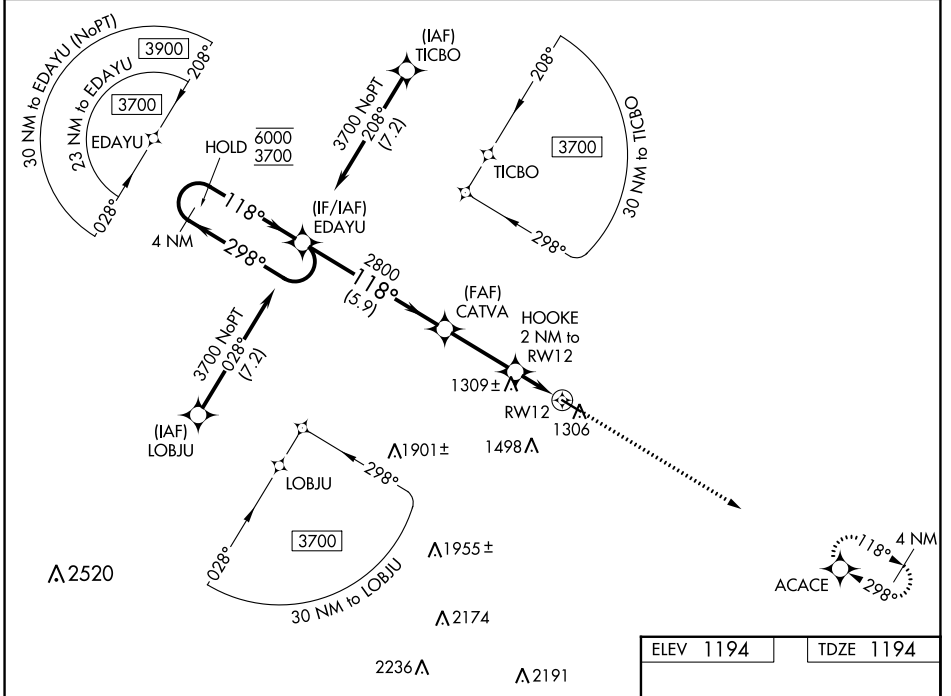 30 NM to EDAYU (NoPT)
3900
208°
23 NM to EDAYU
3700
EDAYU
028°
HOLD
6000
3700
118°
298°
4 NM
(IF/IAF)
EDAYU
(IAF)
TICBO
3700 NoPT
208°
(7.2)
208°
TICBO
3700
298°
30 NM to TICBO
2800
118°
(5.9)
(FAF)
CATVA
HOOKE
2 NM to
RW12
1309±
RW12
1306
3700 NoPT
028°
(7.2)
(IAF)
LOBJU
1901±
1498
LOBJU
298°
028°
3700
30 NM to LOBJU
1955±
2520
2174
2236
2191
118°
4 NM
298°
ACACE
ELEV 1194
TDZE 1194